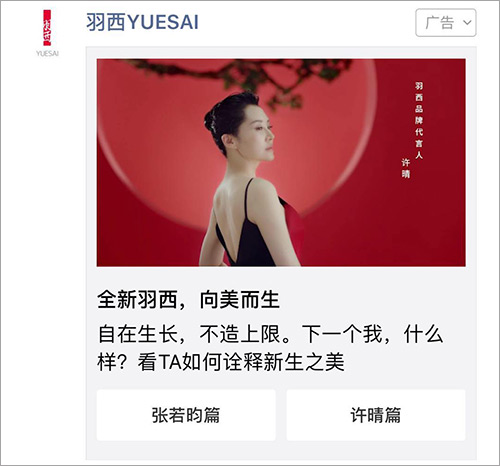 羽西YUESAI
广告
羽西
YUESAI
羽西品牌代言人
许晴
全新羽西，向美而生
自在生长，不造上限。下一个我，什么
样？看TA如何诠释新生之美
张若昀篇
许晴篇